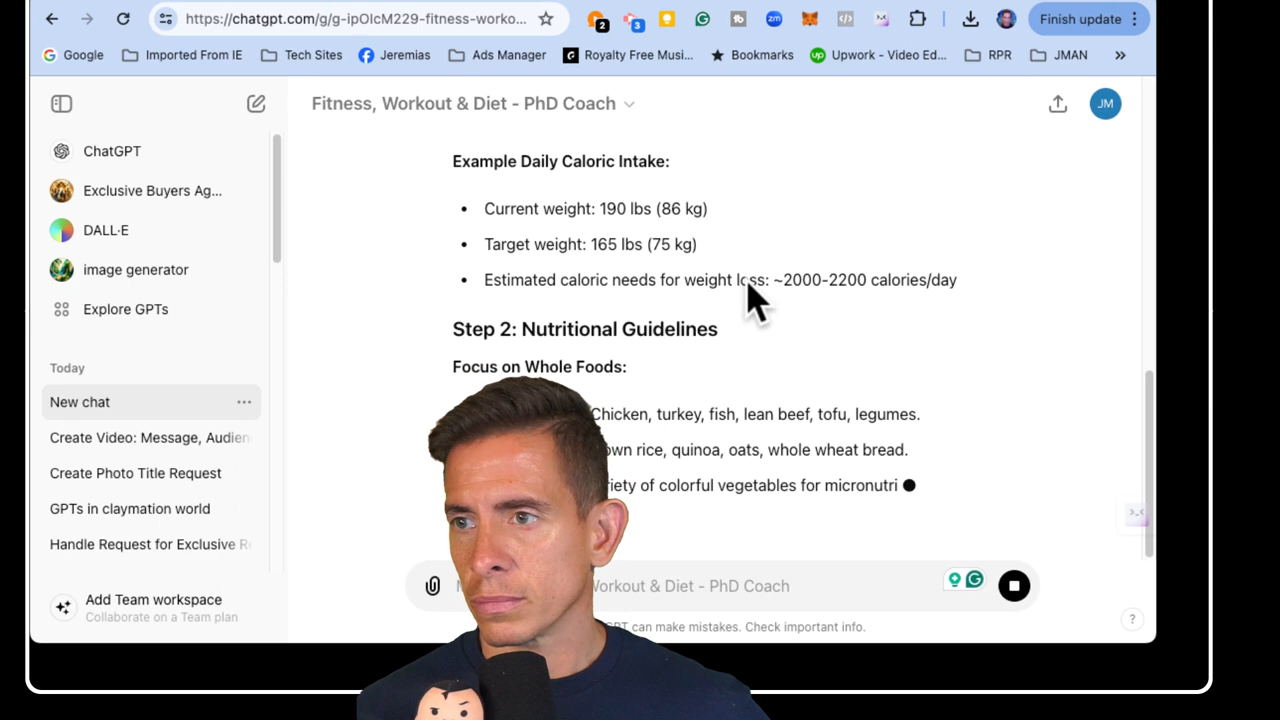 https://chatgpt.com/g/g-ipOlcM229-fitness-worko...
2
3
tb
zm
Finish update
Google
Imported From IE
Tech Sites
Jeremias
Ads Manager
Royalty Free Musi...
Bookmarks
up
Upwork - Video Ed...
RPR
JMAN
»
Fitness, Workout & Diet - PhD Coach
JM
ChatGPT
Exclusive Buyers Ag...
DALL·E
image generator
Explore GPTs
Today
New chat
Create Video: Message, Audien
Create Photo Title Request
GPTs in claymation world
Handle Request for Exclusive Re
Add Team workspace
Collaborate on a Team plan
Example Daily Caloric Intake:
• Current weight: 190 lbs (86 kg)
• Target weight: 165 lbs (75 kg)
• Estimated caloric needs for weight loss: ~2000-2200 calories/day
Step 2: Nutritional Guidelines
Focus on Whole Foods:
Chicken, turkey, fish, lean beef, tofu, legumes.
rice, quinoa, oats, whole wheat bread.
of colorful vegetables for micronutri
Workout & Diet - PhD Coach
can make mistakes. Check important info.
?